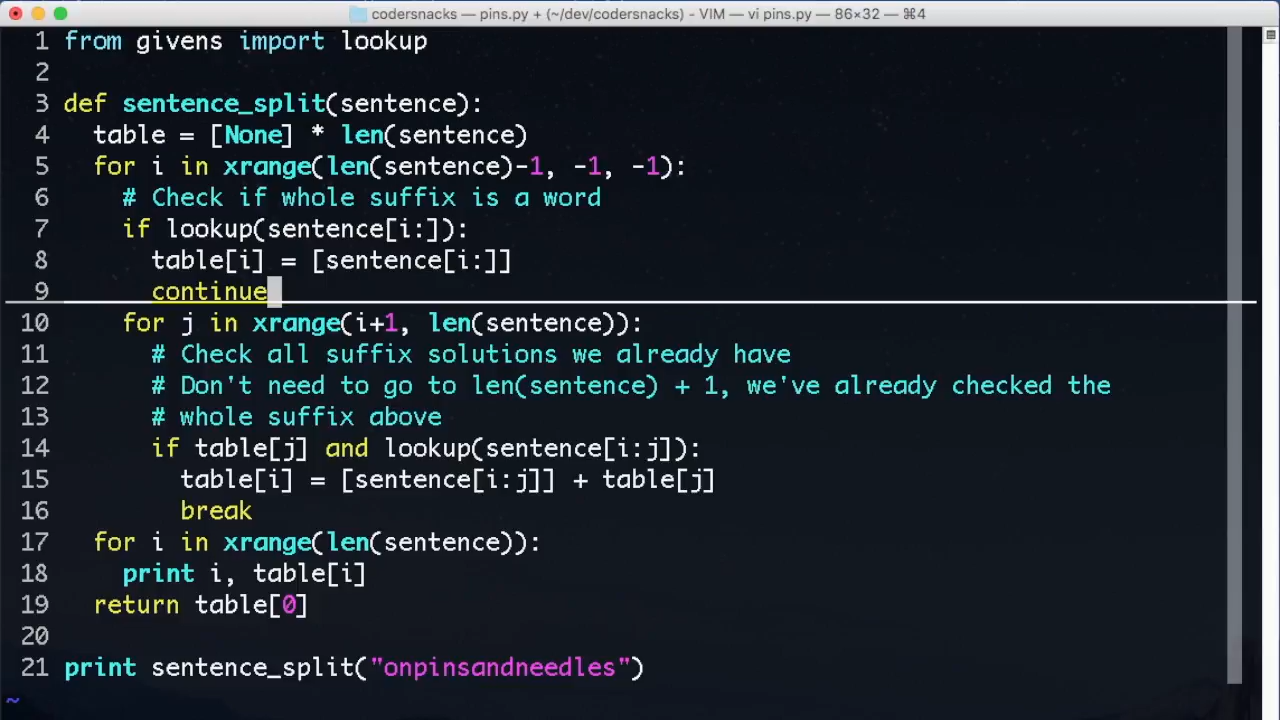 codersnacks — pins.py + (~/dev/codersnacks) - VIM — vi pins.py — 86×32 — ⌘4
1 from givens import lookup
2
3 def sentence_split(sentence):
4   table = [None] * len(sentence)
5   for i in xrange(len(sentence)-1, -1, -1):
6     # Check if whole suffix is a word
7     if lookup(sentence[i:]):
8       table[i] = [sentence[i:]]
9       continue
10     for j in xrange(i+1, len(sentence)):
11       # Check all suffix solutions we already have
12       # Don't need to go to len(sentence) + 1, we've already checked the
13       # whole suffix above
14       if table[j] and lookup(sentence[i:j]):
15         table[i] = [sentence[i:j]] + table[j]
16         break
17   for i in xrange(len(sentence)):
18     print i, table[i]
19   return table[0]
20
21 print sentence_split("onpinsandneedles")
~